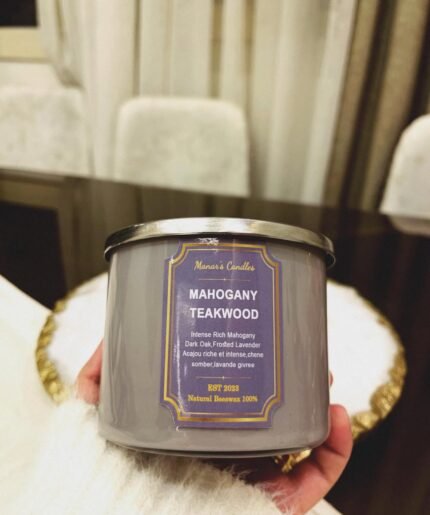 Manar's Candles
MAHOGANY
TEAKWOOD
Intense Rich Mahogany
Dark Oak,Frosted Lavender
Acajou riche et intense,chene
somber,lavande givree
EST 2023
Natural Beeswax 100%